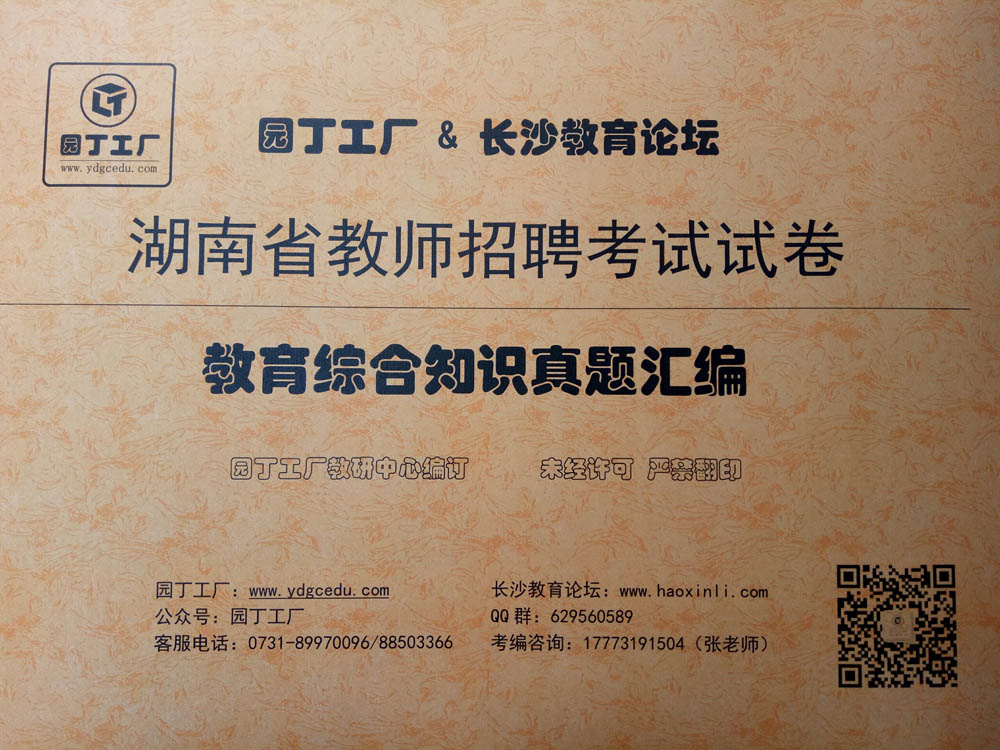 园丁工厂
www.ydgcedu.com
园丁工厂 & 长沙教育论坛
湖南省教师招聘考试试卷
教育综合知识真题汇编
园丁工厂教研中心编订 未经许可 严禁翻印
园丁工厂：www.ydgcedu.com 长沙教育论坛：www.haoxinli.com
公众号：园丁工厂 QQ群：629560589
客服电话：0731-89970096/88503366 考编咨询：17773191504（张老师）